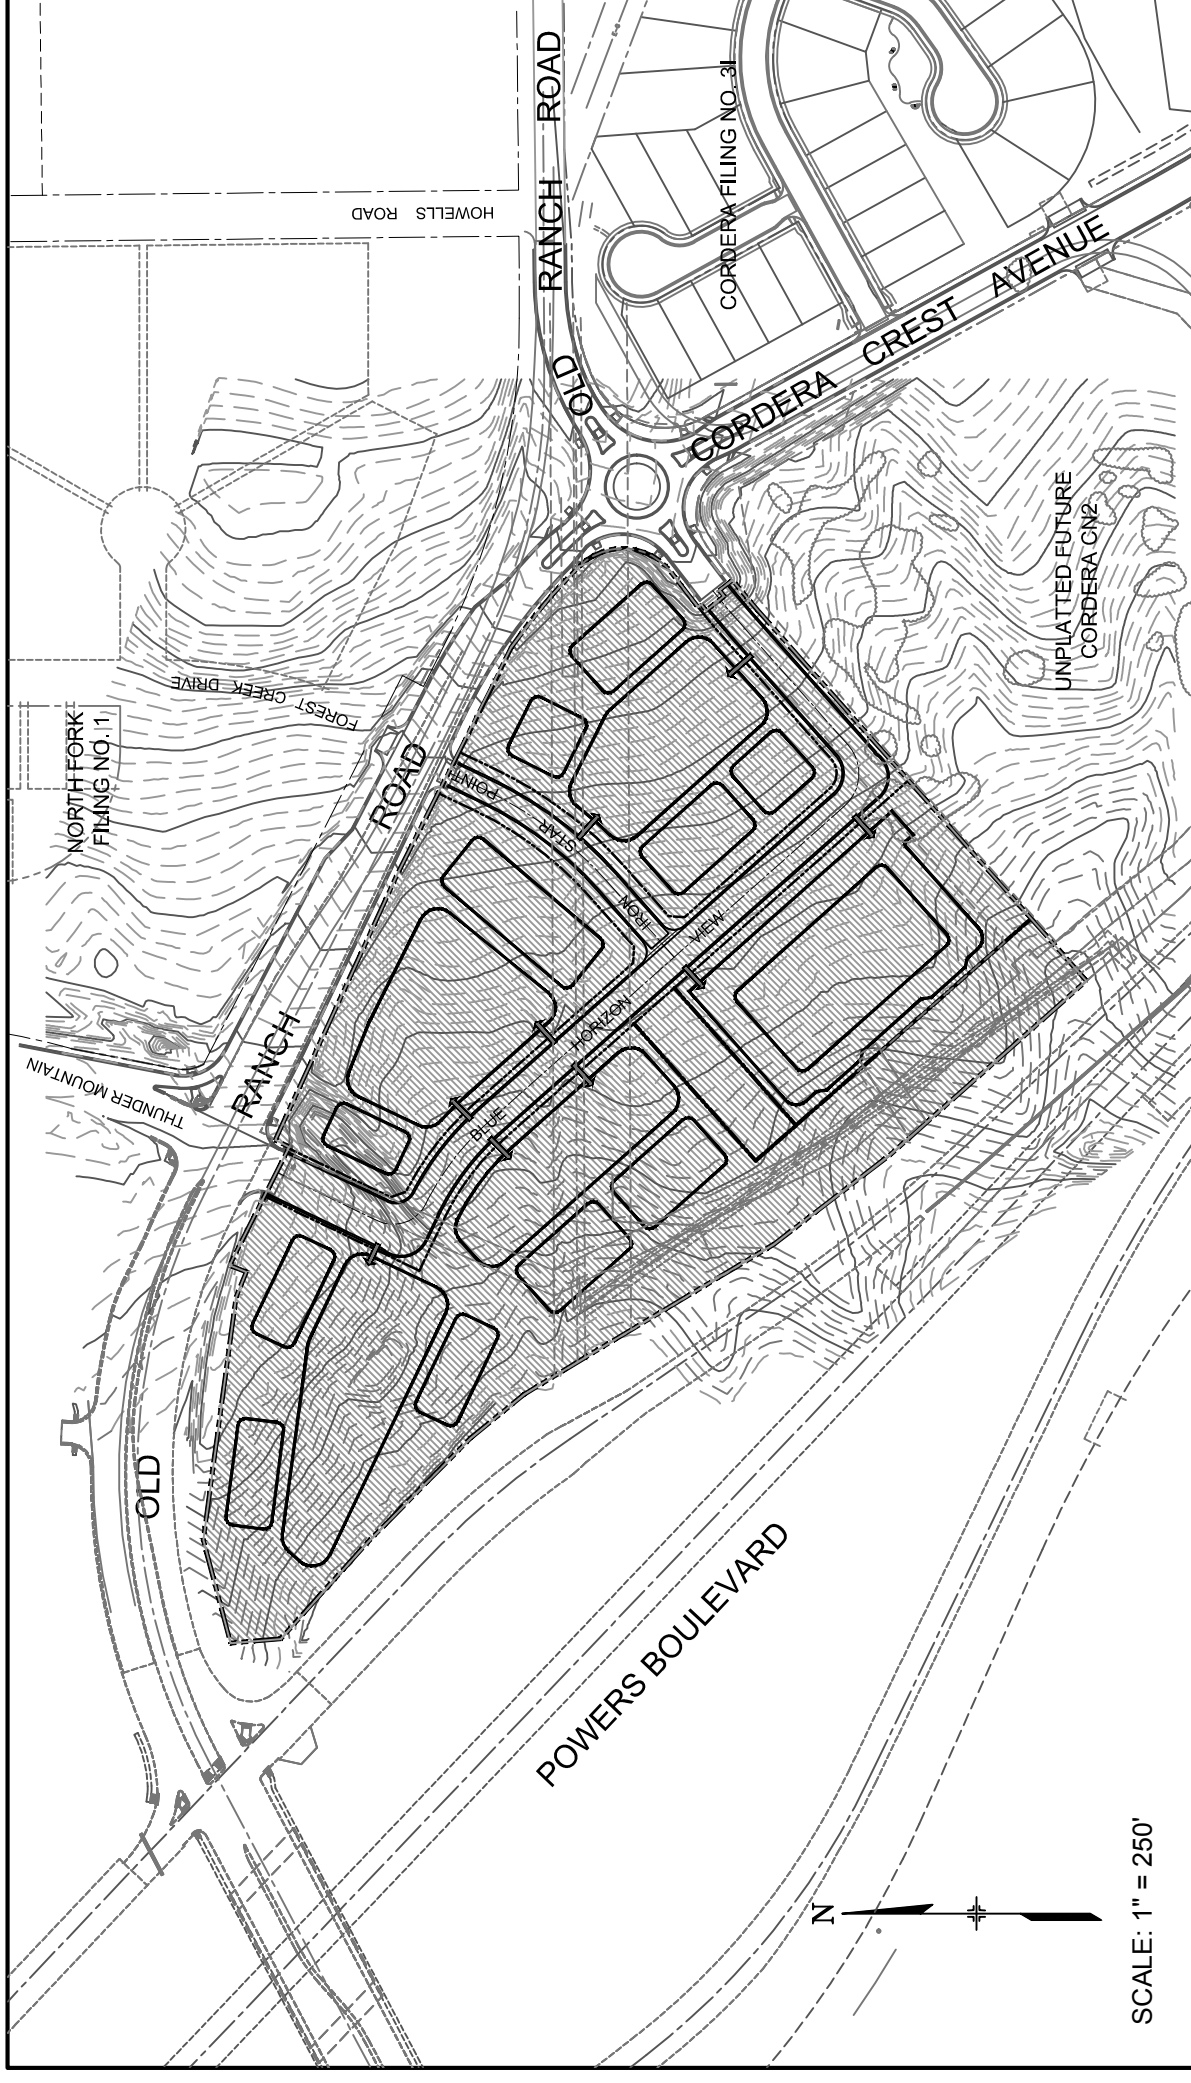 HOWELLS ROAD
OLD RANCH ROAD
CORDERA FILING NO. 3I
CORDERA CREST AVENUE
UNPLATTED FUTURE
CORDERA CN2
NORTH FORK
FILING NO. 1
FOREST CREEK DRIVE
THUNDER MOUNTAIN
OLD RANCH ROAD
IRON STAR POINT
BLUE HORIZON VIEW
POWERS BOULEVARD
N
SCALE: 1" = 250'